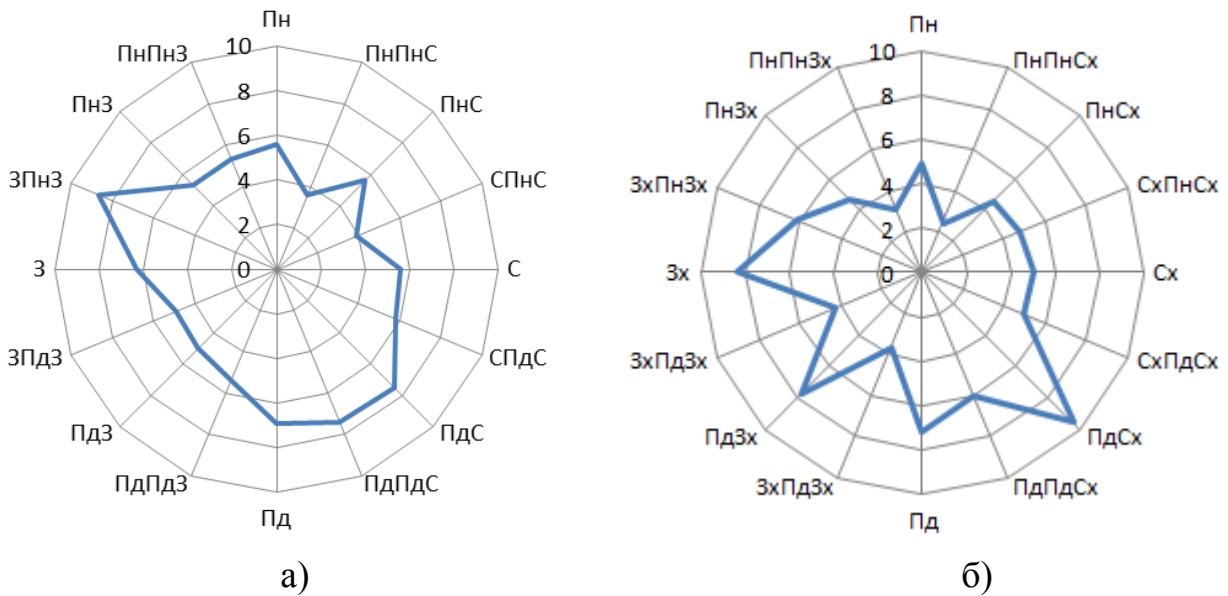 Пн
ПнПнС
ПнС
СПнС
С
СПдС
ПдС
ПдПдС
Пд
ПдПдЗ
ПдЗ
ЗПдЗ
З
ЗПнЗ
ПнЗ
ПнПнЗ
10
8
6
4
2
0
а)
Пн
ПнПнСх
ПнСх
СхПнСх
Сх
СхПдСх
ПдСх
ПдПдСх
Пд
ЗхПдЗх
ПдЗх
ЗхПдЗх
Зх
ЗхПнЗх
ПнЗх
ПнПнЗх
10
8
6
4
2
0
б)